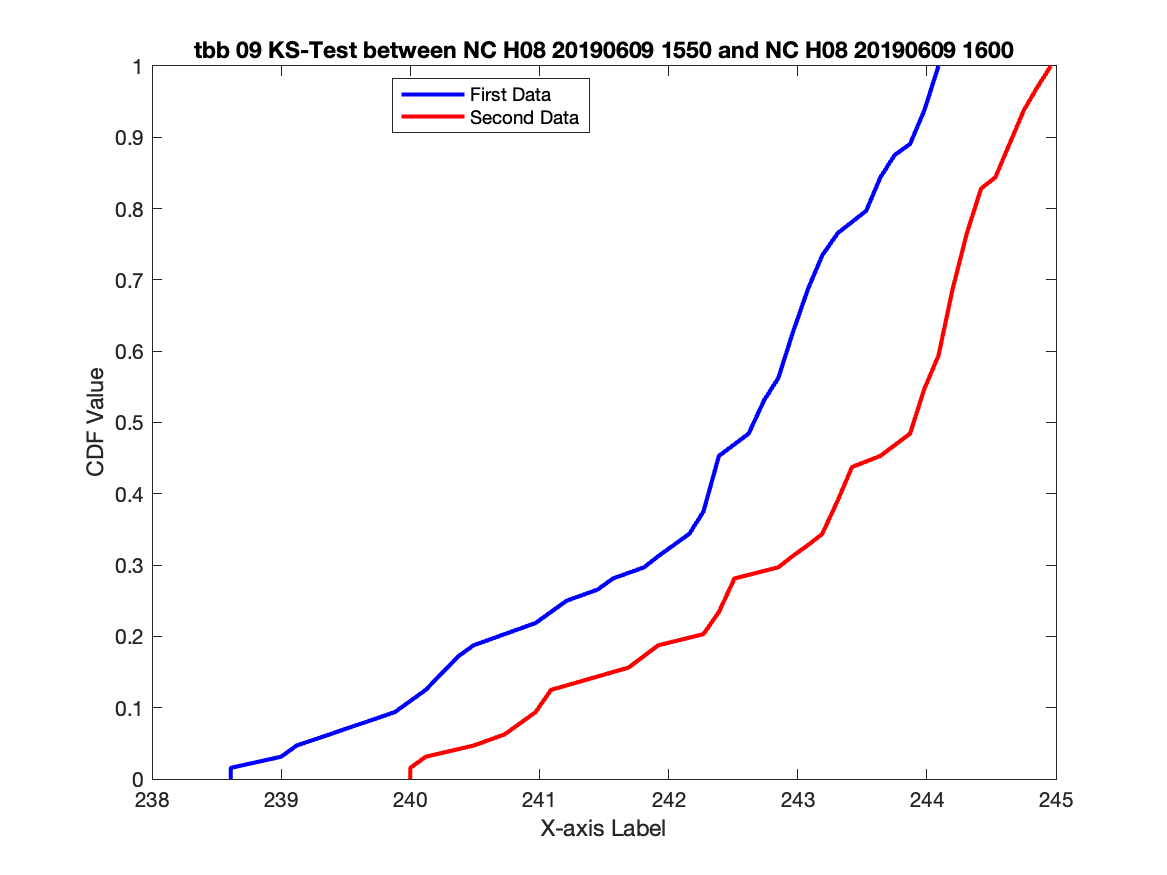 tbb 09 KS-Test between NC H08 20190609 1550 and NC H08 20190609 1600
First Data
Second Data
1
0.9
0.8
0.7
0.6
0.5
0.4
0.3
0.2
0.1
0
CDF Value
238 239 240 241 242 243 244 245
X-axis Label